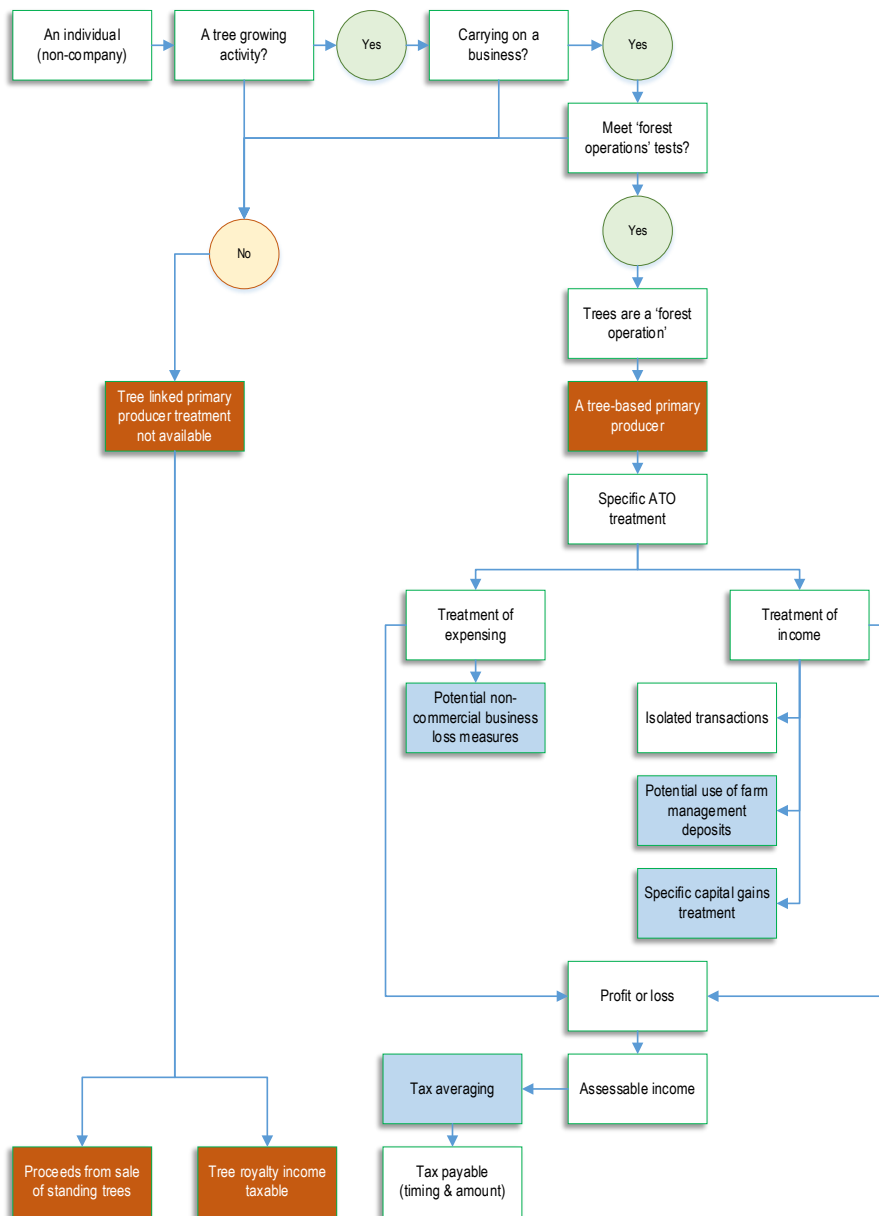 An individual
(non-company)
A tree growing
activity?
Yes
Carrying on a
business?
Yes
Meet ‘forest
operations’ tests?
No
Yes
Trees are a ‘forest
operation’
Tree linked primary
producer treatment
not available
A tree-based primary
producer
Specific ATO
treatment
Treatment of
expensing
Treatment of
income
Potential non-
commercial business
loss measures
Isolated transactions
Potential use of farm
management
deposits
Specific capital gains
treatment
Profit or loss
Tax averaging
Assessable income
Proceeds from sale
of standing trees
Tree royalty income
taxable
Tax payable
(timing & amount)